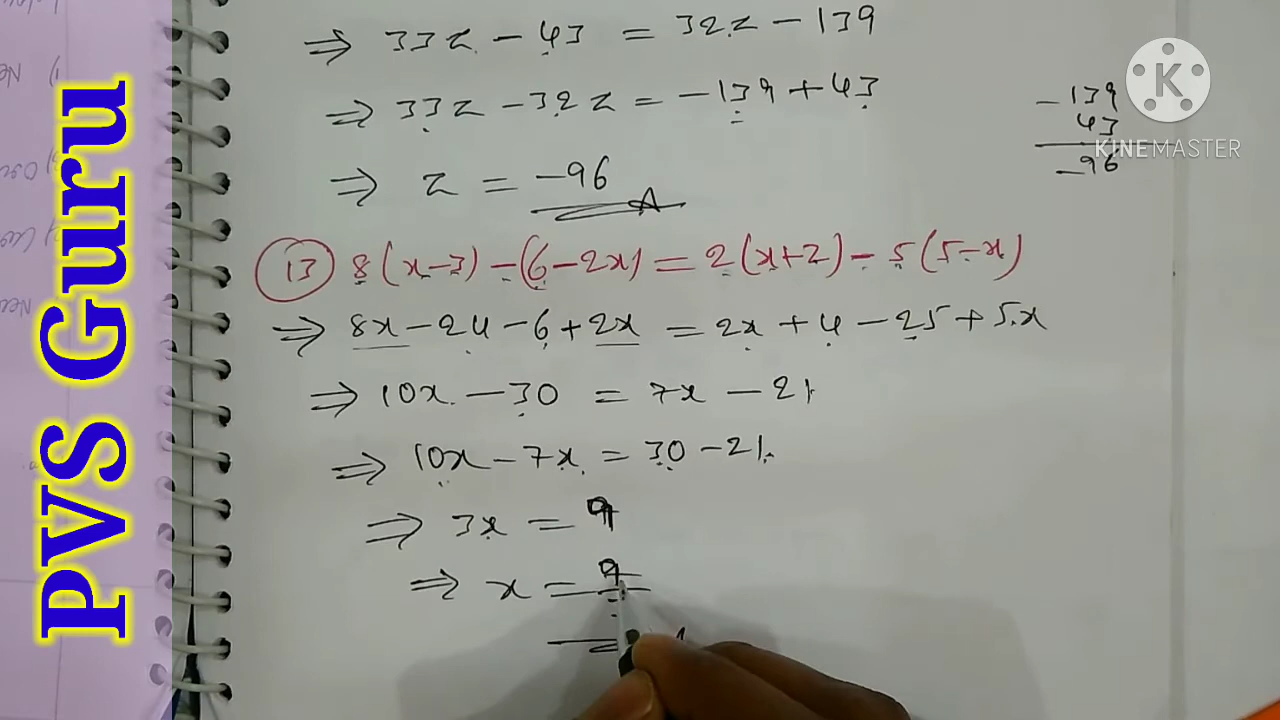 PVS Guru
KINEMASTER
K
⇒ 33z - 43 = 32z - 139
⇒ 33z - 32z = -139 + 43
-139
43
-96
⇒ z = -96
13) 8(x-3) - (6-2x) = 2(x+2) - 5(5-x)
⇒ 8x - 24 - 6 + 2x = 2x + 4 - 25 + 5x
⇒ 10x - 30 = 7x - 21
⇒ 10x - 7x = 30 - 21
⇒ 3x = 9
⇒ x = 9